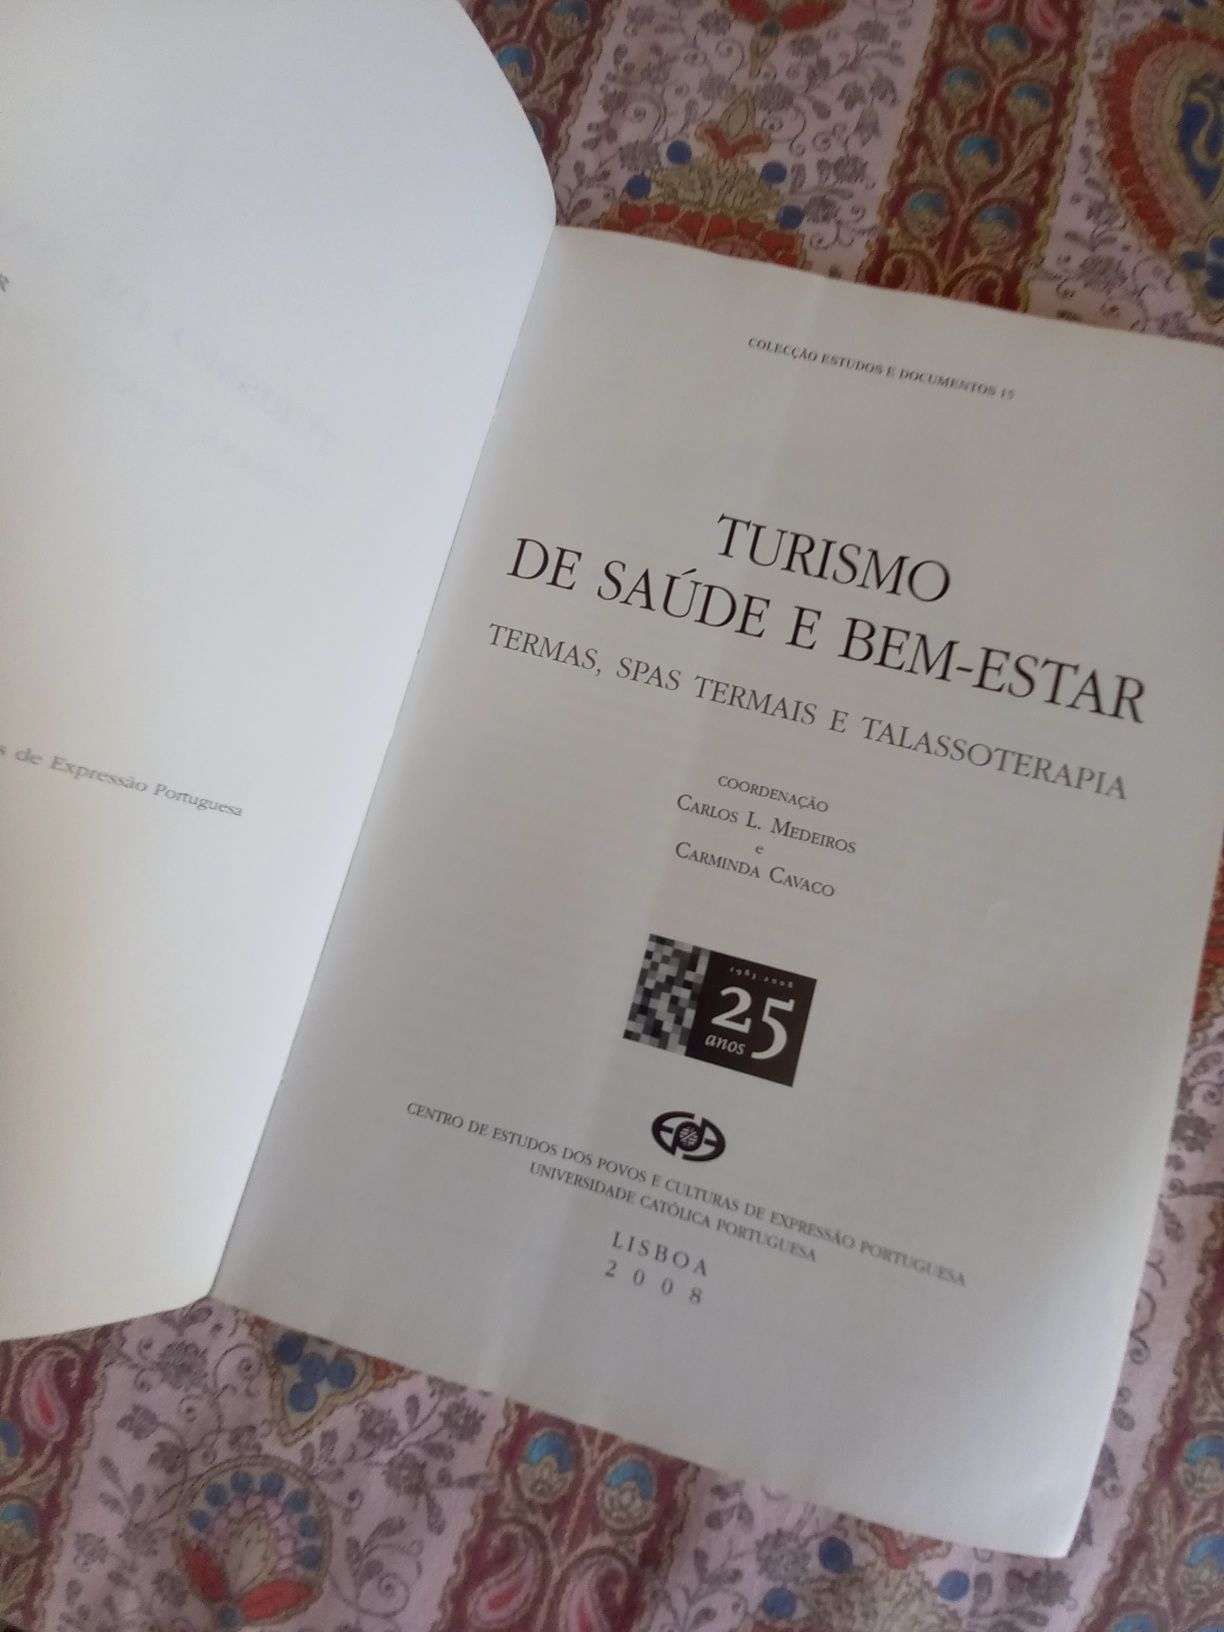 s de Expressão Portuguesa
COLECÇÃO ESTUDOS E DOCUMENTOS 15
TURISMO
DE SAÚDE E BEM-ESTAR
TERMAS, SPAS TERMAIS E TALASSOTERAPIA
COORDENAÇÃO
CARLOS L. MEDEIROS
e
CARMINDA CAVACO
1983 2008
25
anos
CENTRO DE ESTUDOS DOS POVOS E CULTURAS DE EXPRESSÃO PORTUGUESA
UNIVERSIDADE CATÓLICA PORTUGUESA
LISBOA
2008